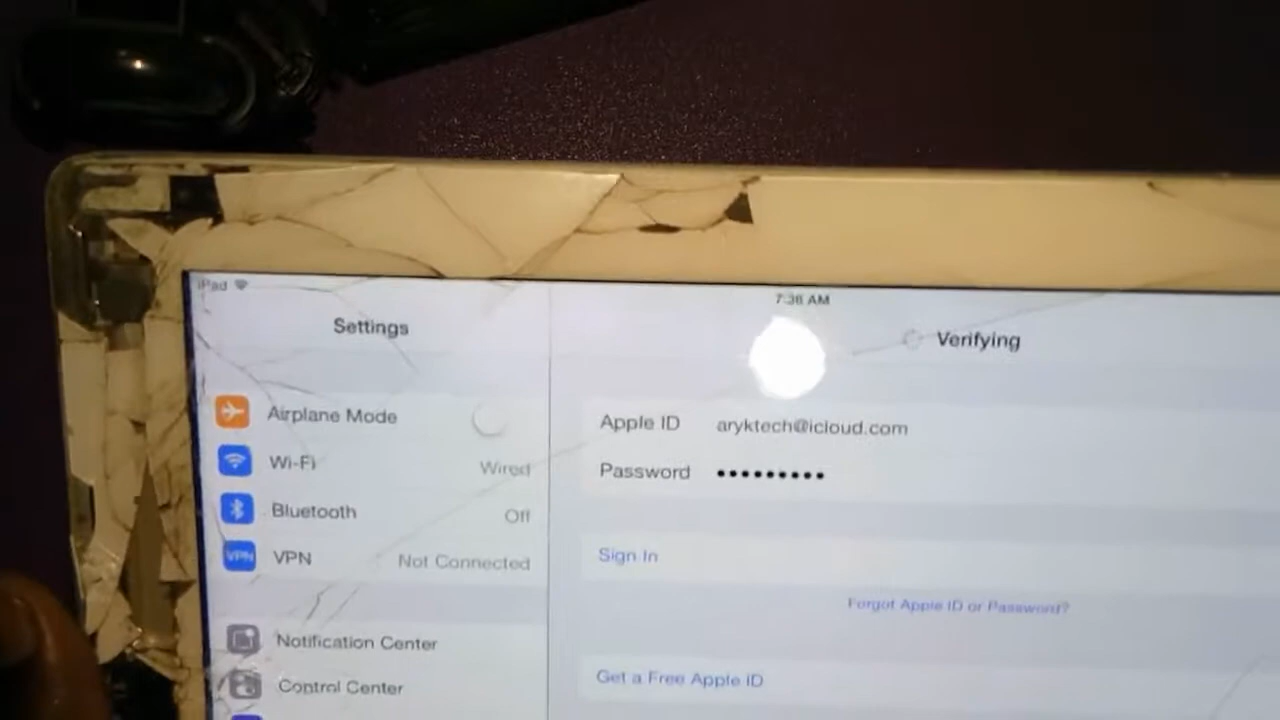 iPad
7:36 AM
Settings
Verifying
Airplane Mode
Wi-Fi Wired
Bluetooth Off
VPN VPN Not Connected
Notification Center
Control Center
Apple ID aryktech@icloud.com
Password •••••••••
Sign In
Forgot Apple ID or Password?
Get a Free Apple ID